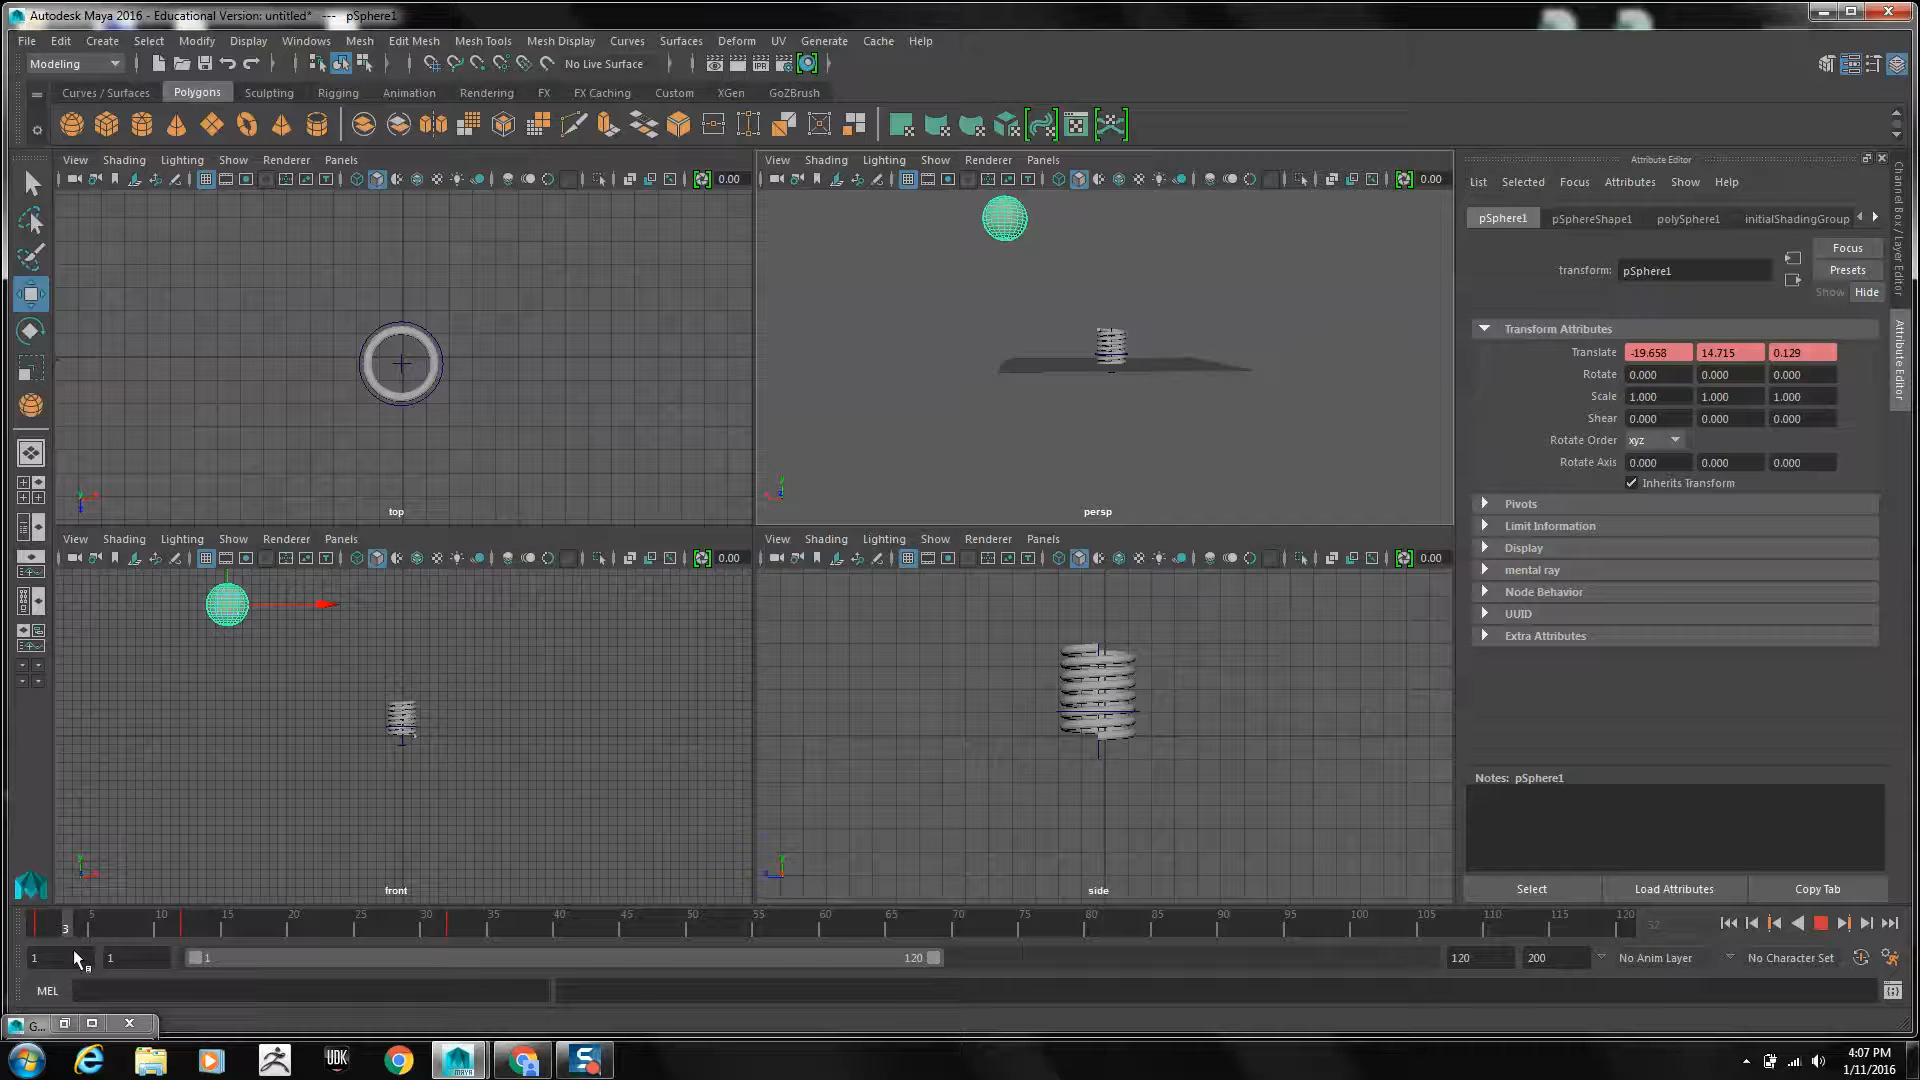 Autodesk Maya 2016 - Educational Version: untitled*   ---   pSphere1
File Edit Create Select Modify Display Windows Mesh Edit Mesh Mesh Tools Mesh Display Curves Surfaces Deform UV Generate Cache Help
Modeling No Live Surface
Curves / Surfaces Polygons Sculpting Rigging Animation Rendering FX FX Caching Custom XGen GoZBrush
IPR
View Shading Lighting Show Renderer Panels
0.00
top
View Shading Lighting Show Renderer Panels
0.00
persp
View Shading Lighting Show Renderer Panels
0.00
front
View Shading Lighting Show Renderer Panels
0.00
side
Attribute Editor
List Selected Focus Attributes Show Help
pSphere1 pSphereShape1 polySphere1 initialShadingGroup
Focus
transform: pSphere1
Presets
Show Hide
Transform Attributes
Translate -19.658 14.715 0.129
Rotate 0.000 0.000 0.000
Scale 1.000 1.000 1.000
Shear 0.000 0.000 0.000
Rotate Order xyz
Rotate Axis 0.000 0.000 0.000
Inherits Transform
Pivots
Limit Information
Display
mental ray
Node Behavior
UUID
Extra Attributes
Notes: pSphere1
Select Load Attributes Copy Tab
Channel Box / Layer Editor
Attribute Editor
5 10 15 20 25 30 35 40 45 50 55 60 65 70 75 80 85 90 95 100 105 110 115 120
3
52
1 1 1 120 120 200 No Anim Layer No Character Set
MEL
G...
UDK
MAYA
4:07 PM
1/11/2016